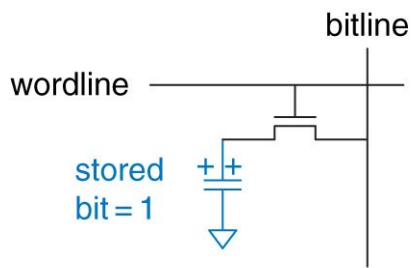 bitline
wordline
stored
bit = 1
+ +